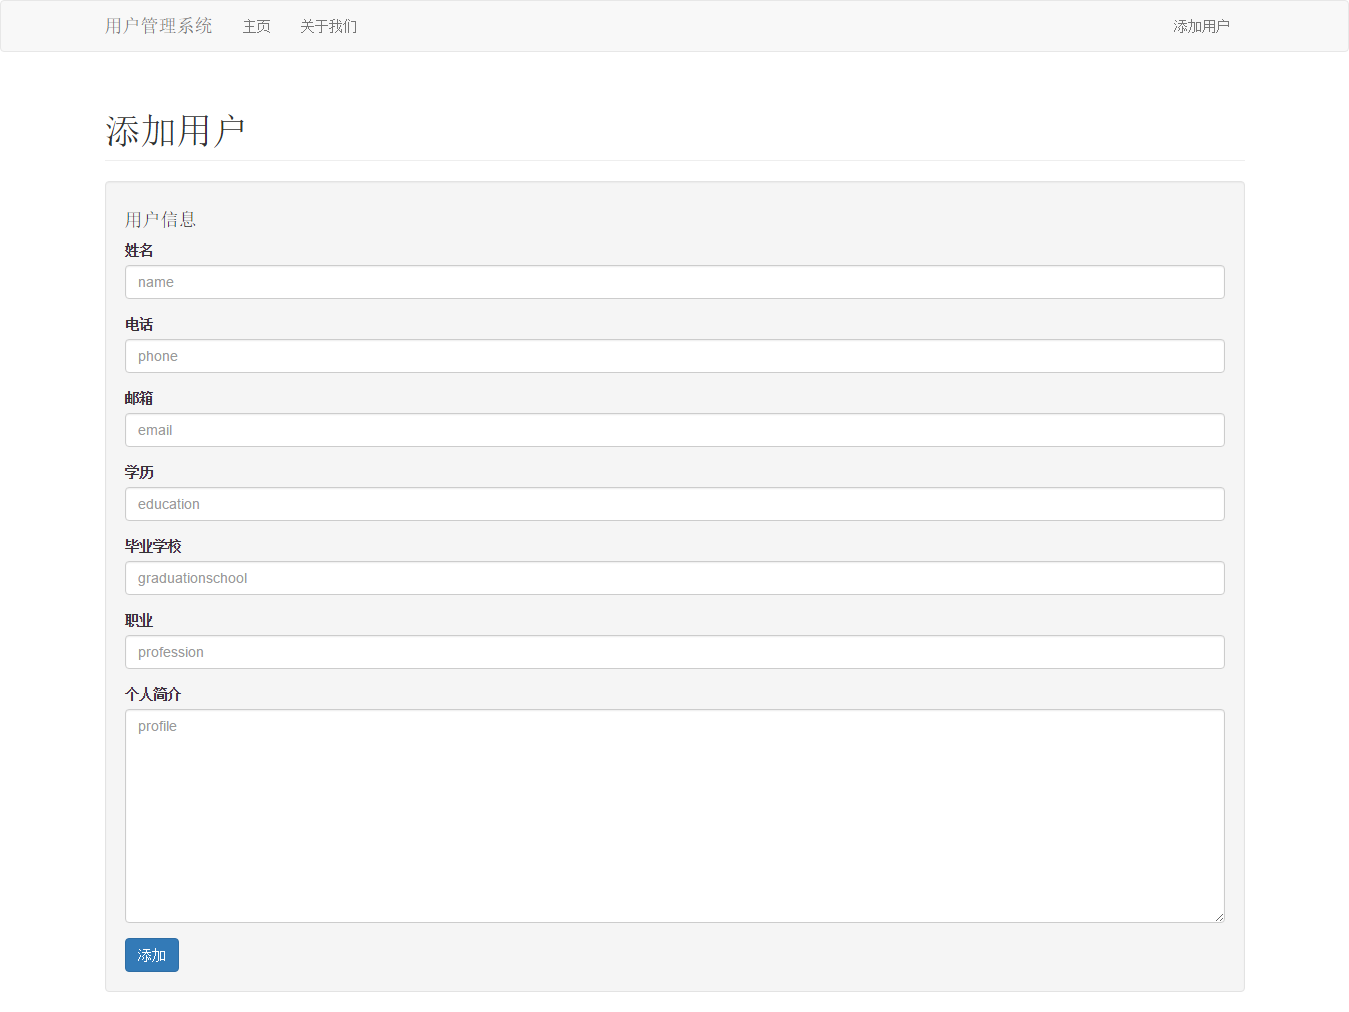 用户管理系统 主页 关于我们 添加用户
添加用户
用户信息
姓名
name
电话
phone
邮箱
email
学历
education
毕业学校
graduationschool
职业
profession
个人简介
profile
添加